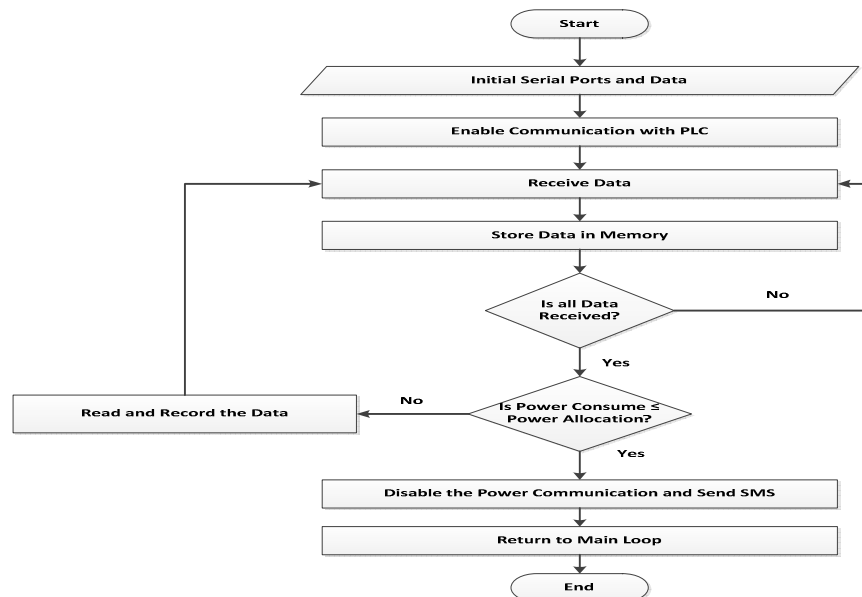 Start
Initial Serial Ports and Data
Enable Communication with PLC
Receive Data
Store Data in Memory
Is all Data
Received?
No
Yes
Is Power Consume ≤
Power Allocation?
No
Read and Record the Data
Yes
Disable the Power Communication and Send SMS
Return to Main Loop
End